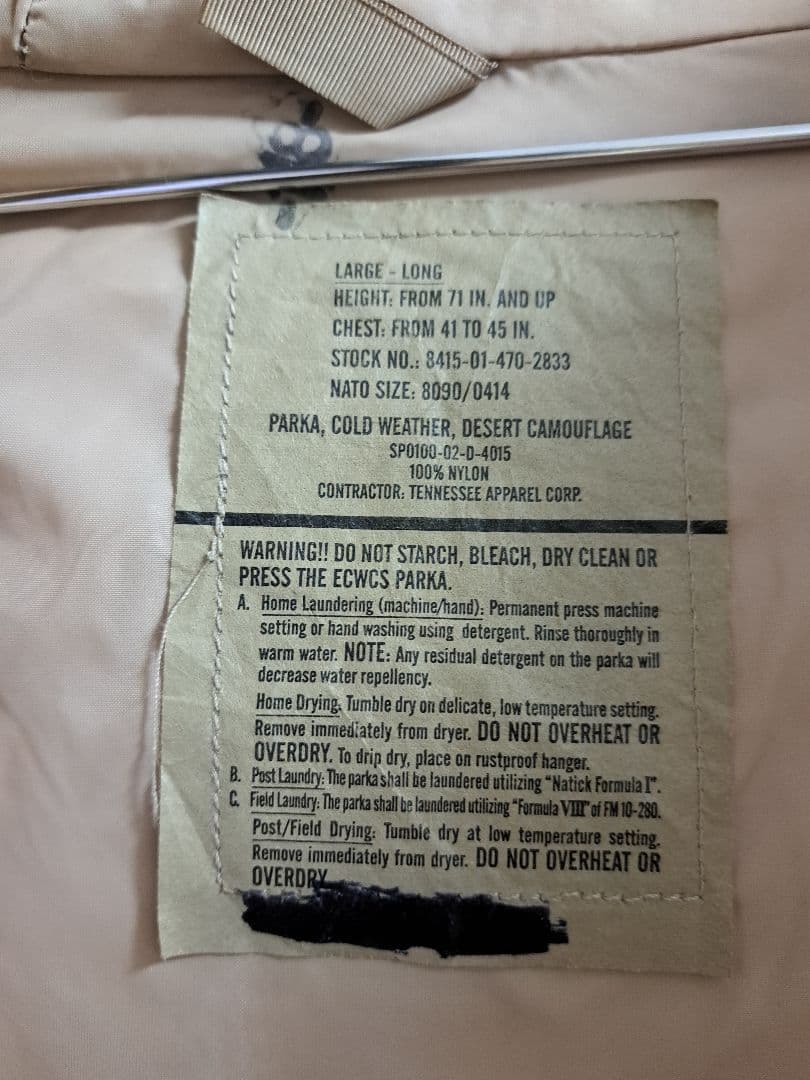 LARGE - LONG
HEIGHT: FROM 71 IN. AND UP
CHEST: FROM 41 TO 45 IN.
STOCK NO.: 8415-01-470-2833
NATO SIZE: 8090/0414
PARKA, COLD WEATHER, DESERT CAMOUFLAGE
SPO100-02-D-4015
100% NYLON
CONTRACTOR: TENNESSEE APPAREL CORP.
WARNING!! DO NOT STARCH, BLEACH, DRY CLEAN OR
PRESS THE ECWCS PARKA.
A. Home Laundering (machine/hand): Permanent press machine
setting or hand washing using detergent. Rinse thoroughly in
warm water. NOTE: Any residual detergent on the parka will
decrease water repellency.
Home Drying. Tumble dry on delicate, low temperature setting.
Remove immediately from dryer. DO NOT OVERHEAT OR
OVERDRY. To drip dry, place on rustproof hanger.
B. Post Laundry: The parka shall be laundered utilizing "Natick Formula I".
C. Field Laundry: The parka shall be laundered utilizing "Formula VIII" of FM 10-280.
Post/Field Drying: Tumble dry at low temperature setting.
Remove immediately from dryer. DO NOT OVERHEAT OR
OVERDRY